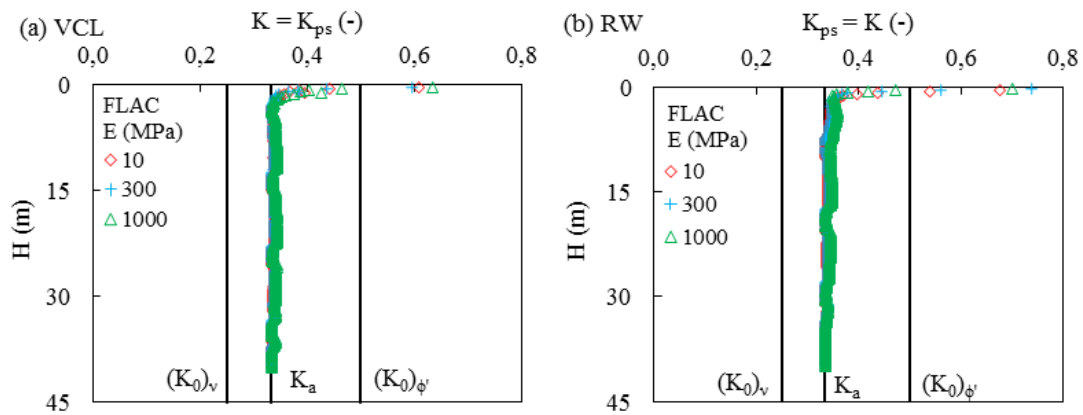 (a) VCL
K = Kₚₛ (-)
0,0 0,2 0,4 0,6 0,8
0
15
30
45
H (m)
FLAC
E (MPa)
10
300
1000
(K₀)ᵥ
Kₐ
(K₀)ϕ'
(b) RW
Kₚₛ = K (-)
0,0 0,2 0,4 0,6 0,8
0
15
30
45
H (m)
FLAC
E (MPa)
10
300
1000
(K₀)ᵥ
Kₐ
(K₀)ϕ'